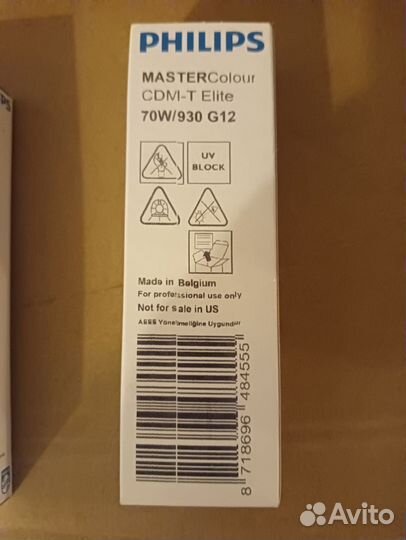 PHILIPS
MASTERColour
CDM-T Elite
70W/930 G12
UV
BLOCK
Made in Belgium
For professional use only
Not for sale in US
AEEE Yönetmeliğine Uygundur
8 718696 484555
Avito